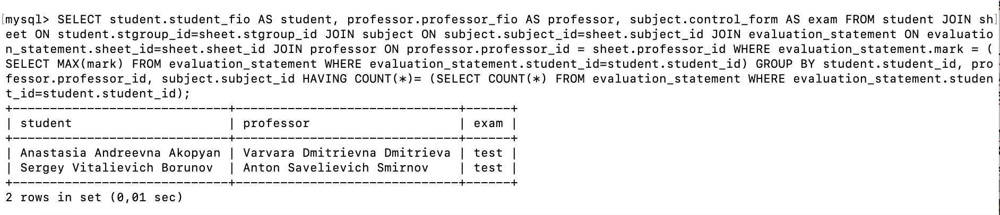 [mysql> SELECT student.student_fio AS student, professor.professor_fio AS professor, subject.control_form AS exam FROM student JOIN sh]
eet ON student.stgroup_id=sheet.stgroup_id JOIN subject ON subject.subject_id=sheet.subject_id JOIN evaluation_statement ON evaluatio
n_statement.sheet_id=sheet.sheet_id JOIN professor ON professor.professor_id = sheet.professor_id WHERE evaluation_statement.mark = (
SELECT MAX(mark) FROM evaluation_statement WHERE evaluation_statement.student_id=student.student_id) GROUP BY student.student_id, pro
fessor.professor_id, subject.subject_id HAVING COUNT(*)= (SELECT COUNT(*) FROM evaluation_statement WHERE evaluation_statement.studen
t_id=student.student_id);
+-----------------------------+------------------------------+------+
| student                     | professor                    | exam |
+-----------------------------+------------------------------+------+
| Anastasia Andreevna Akopyan | Varvara Dmitrievna Dmitrieva | test |
| Sergey Vitalievich Borunov  | Anton Savelievich Smirnov    | test |
+-----------------------------+------------------------------+------+
2 rows in set (0,01 sec)